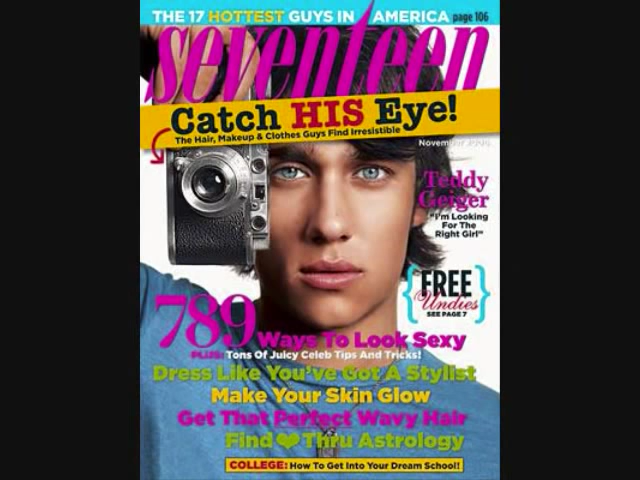 THE 17 HOTTEST GUYS IN AMERICA page 106
seventeen
Catch HIS Eye!
The Hair, Makeup & Clothes Guys Find Irresistible
November
Teddy
Geiger
"I'm Looking
For The
Right Girl"
FREE
Undies
SEE PAGE 7
789 Ways To Look Sexy
PLUS: Tons Of Juicy Celeb Tips And Tricks!
Dress Like You've Got A Stylist
Make Your Skin Glow
Get That Perfect Wavy Hair
Find ❤ Thru Astrology
COLLEGE: How To Get Into Your Dream School!